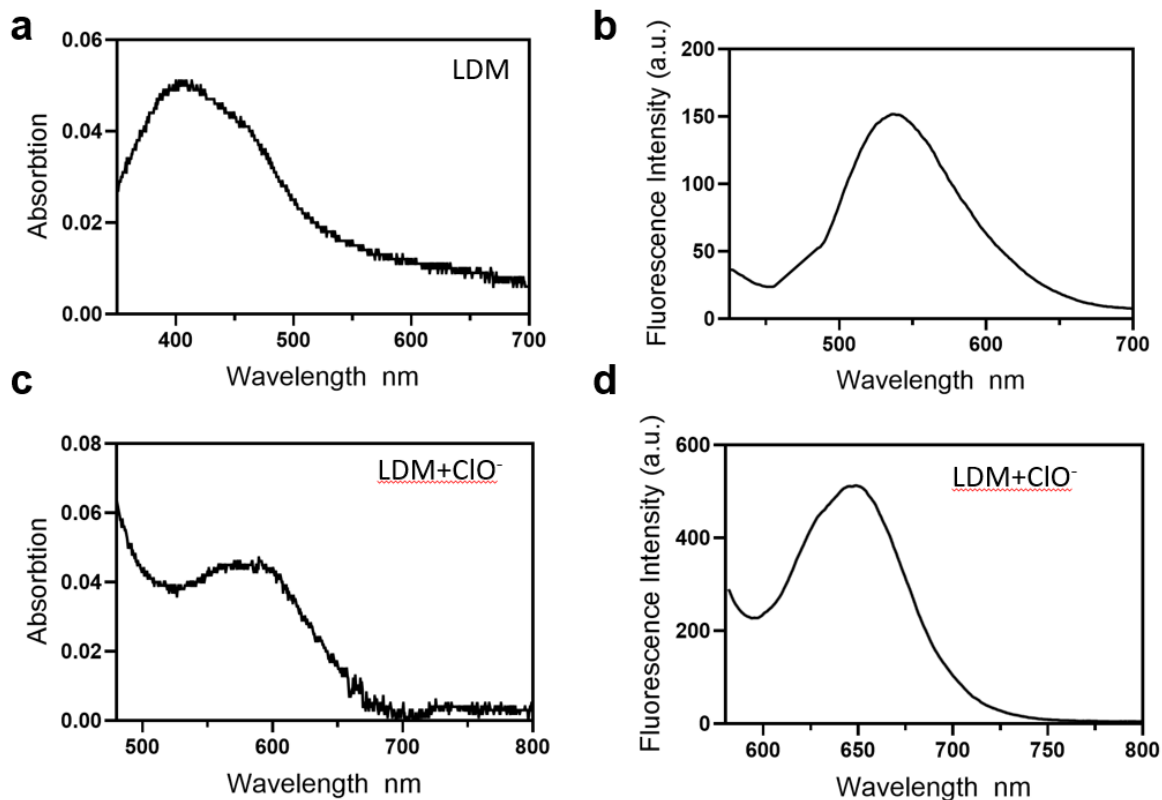 a
0.06
0.04
0.02
0.00
Absorbtion
LDM
400
500
600
700
Wavelength nm
b
200
150
100
50
0
Fluorescence Intensity (a.u.)
500
600
700
Wavelength nm
c
0.08
0.06
0.04
0.02
0.00
Absorbtion
LDM+ClO⁻
500
600
700
800
Wavelength nm
d
600
400
200
0
Fluorescence Intensity (a.u.)
LDM+ClO⁻
600
650
700
750
800
Wavelength nm